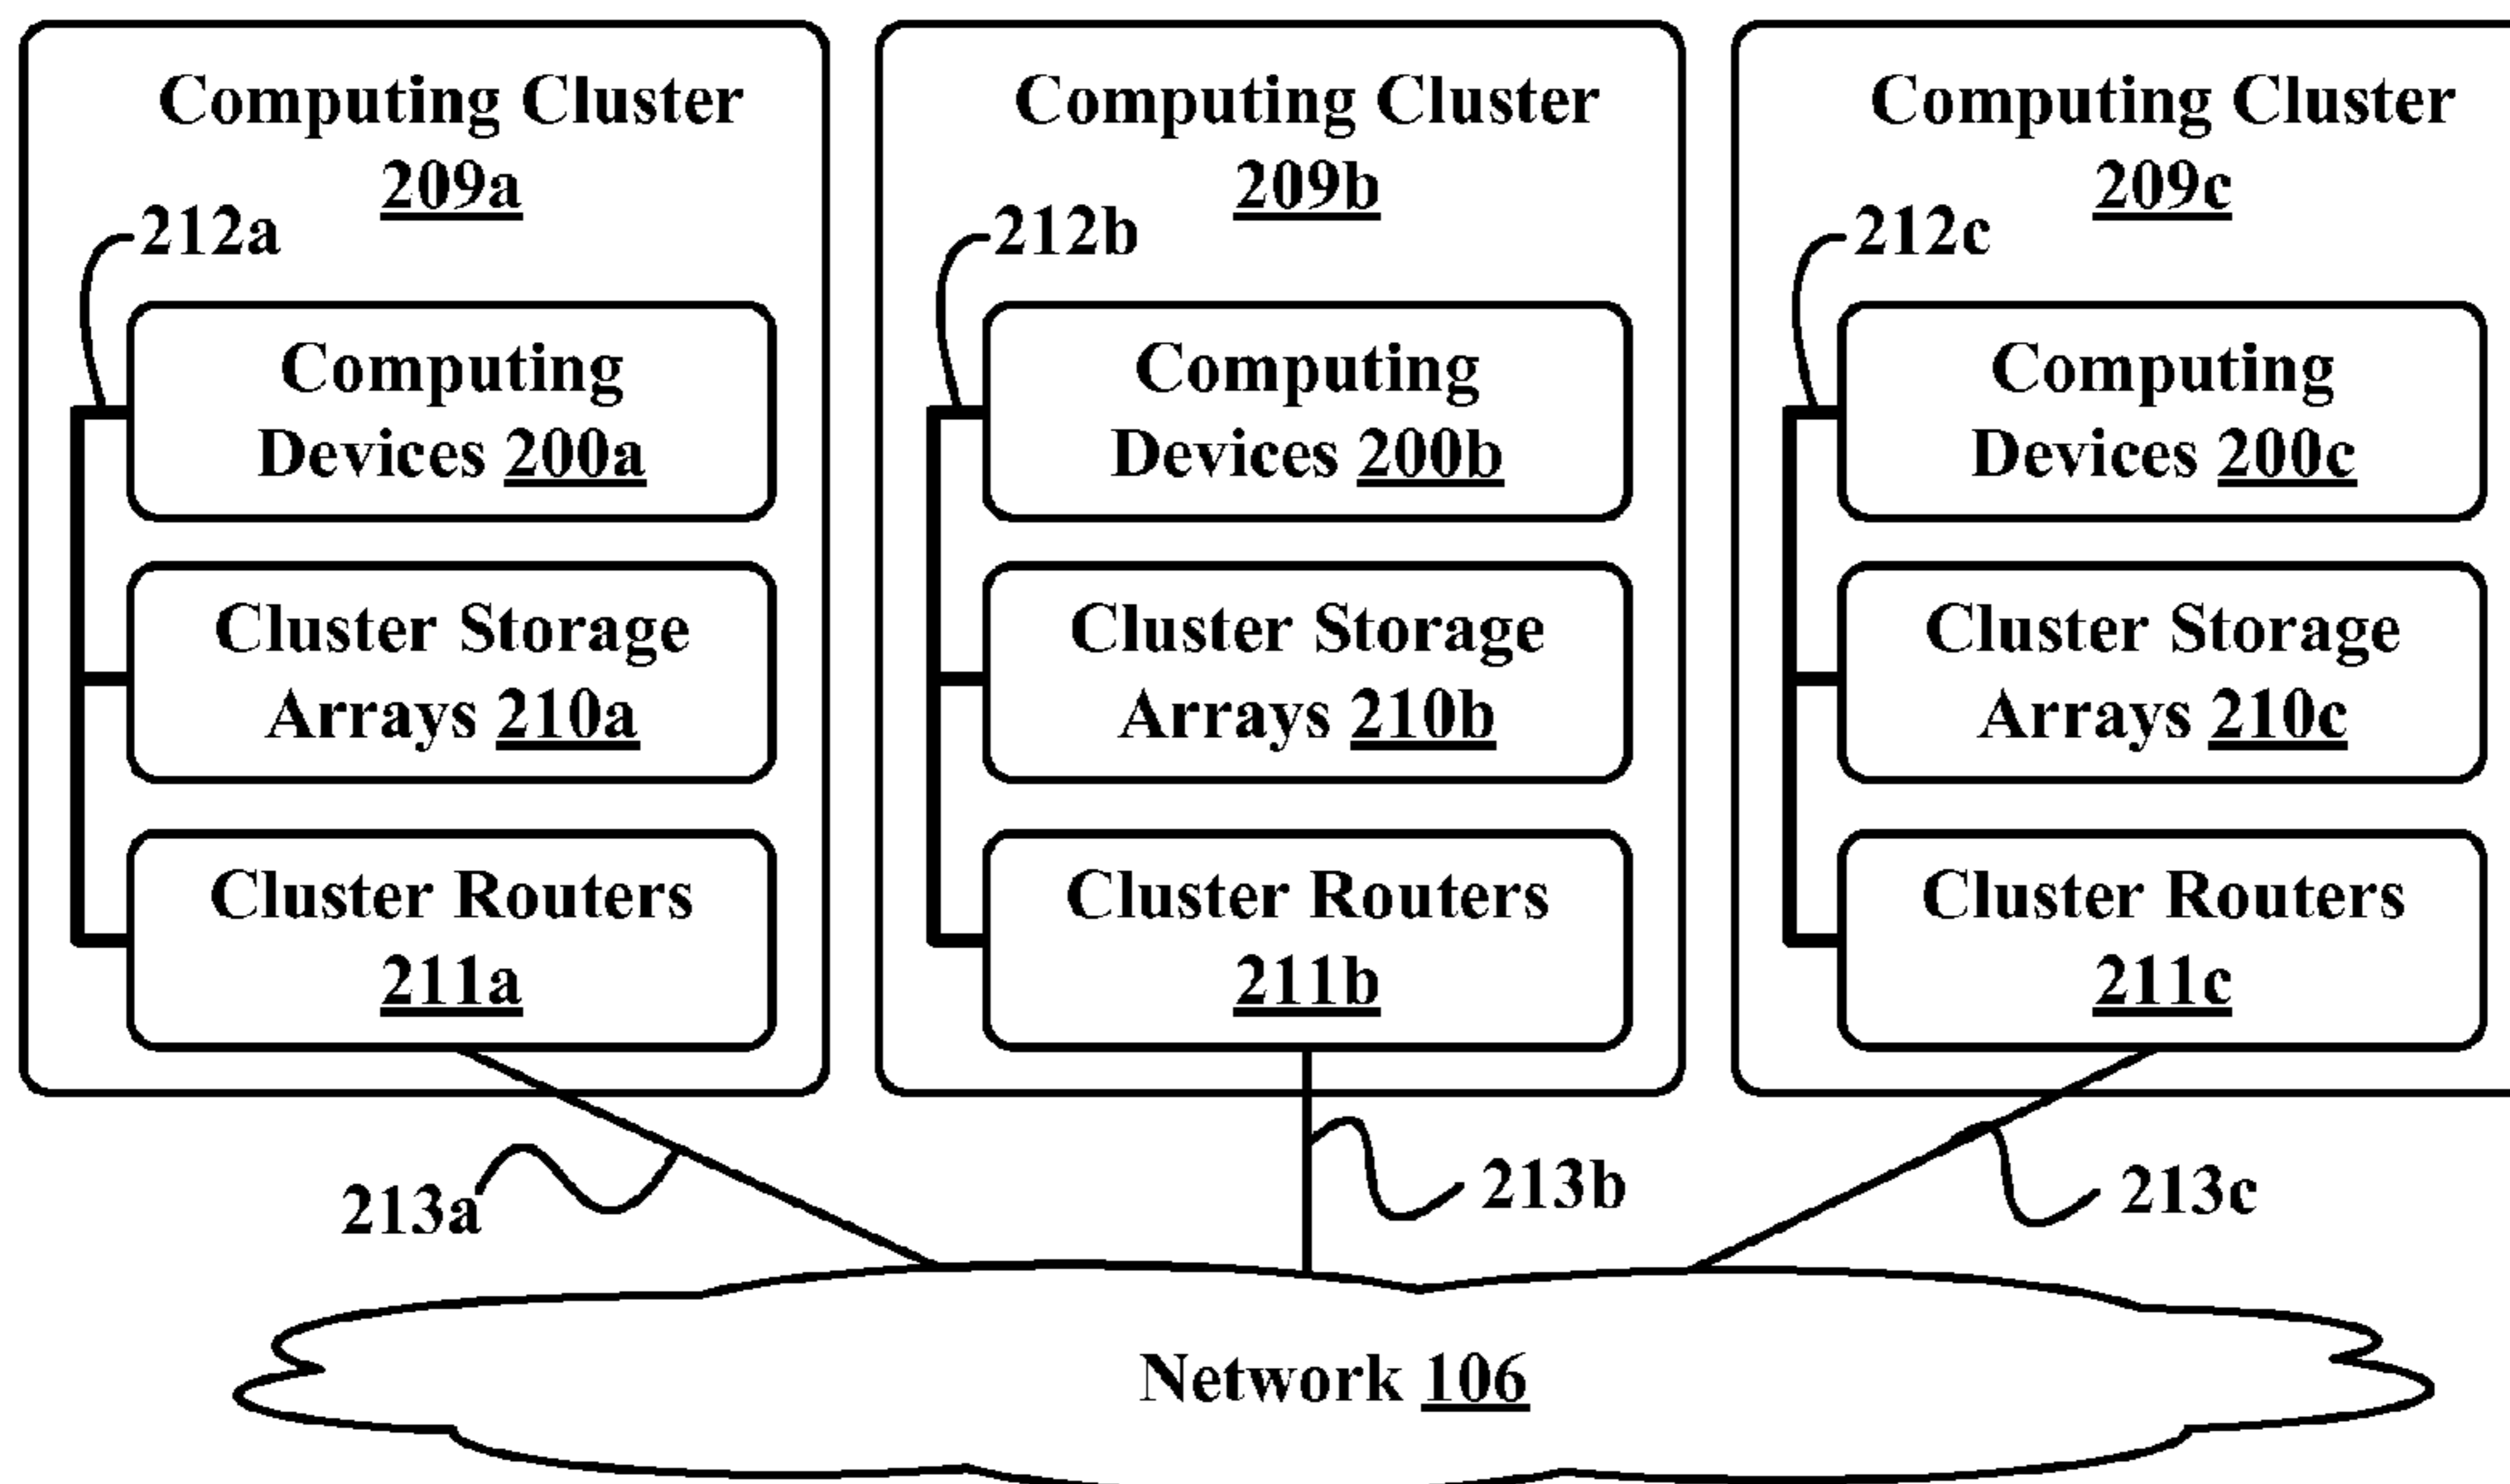 Computing Cluster
209a
212a
Computing
Devices 200a
Cluster Storage
Arrays 210a
Cluster Routers
211a
Computing Cluster
209b
212b
Computing
Devices 200b
Cluster Storage
Arrays 210b
Cluster Routers
211b
Computing Cluster
209c
212c
Computing
Devices 200c
Cluster Storage
Arrays 210c
Cluster Routers
211c
213a
213b
213c
Network 106